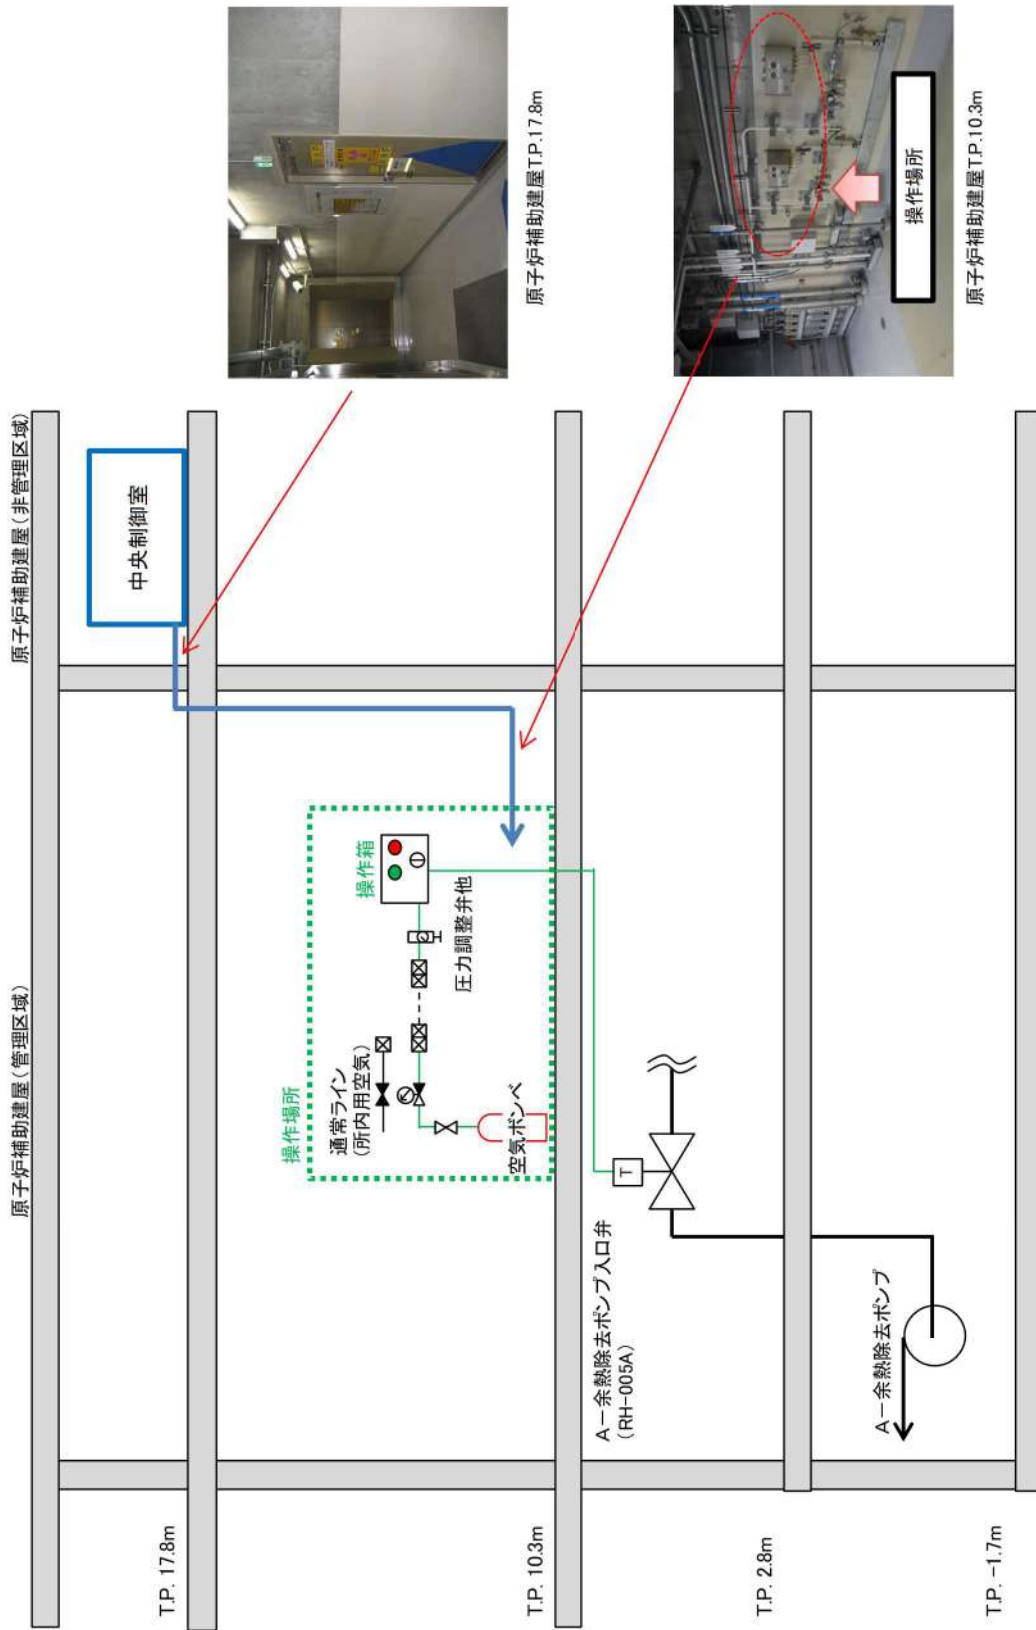 原子炉補助建屋(管理区域)
原子炉補助建屋(非管理区域)
中央制御室
T.P. 17.8m
原子炉補助建屋T.P.17.8m
操作場所
操作箱
通常ライン
(所内用空気)
圧力調整弁他
空気ボンベ
T.P. 10.3m
操作場所
原子炉補助建屋T.P.10.3m
A-余熱除去ポンプ入口弁
(RH-005A)
T
T.P. 2.8m
A-余熱除去ポンプ
T.P. -1.7m